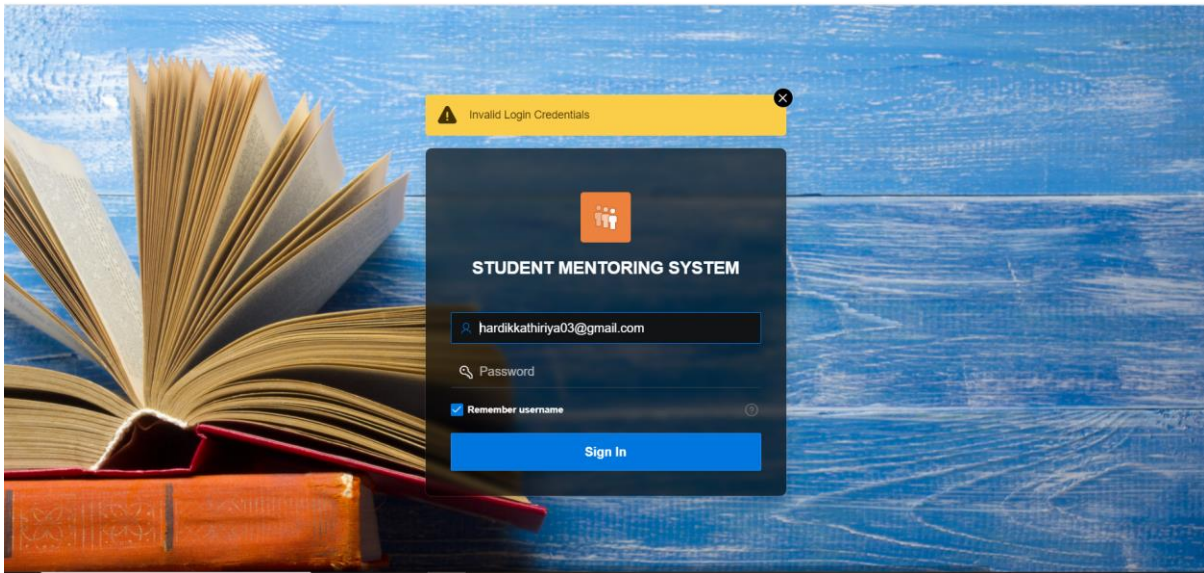 Invalid Login Credentials
STUDENT MENTORING SYSTEM
hardikkathiriya03@gmail.com
Password
Remember username
Sign In